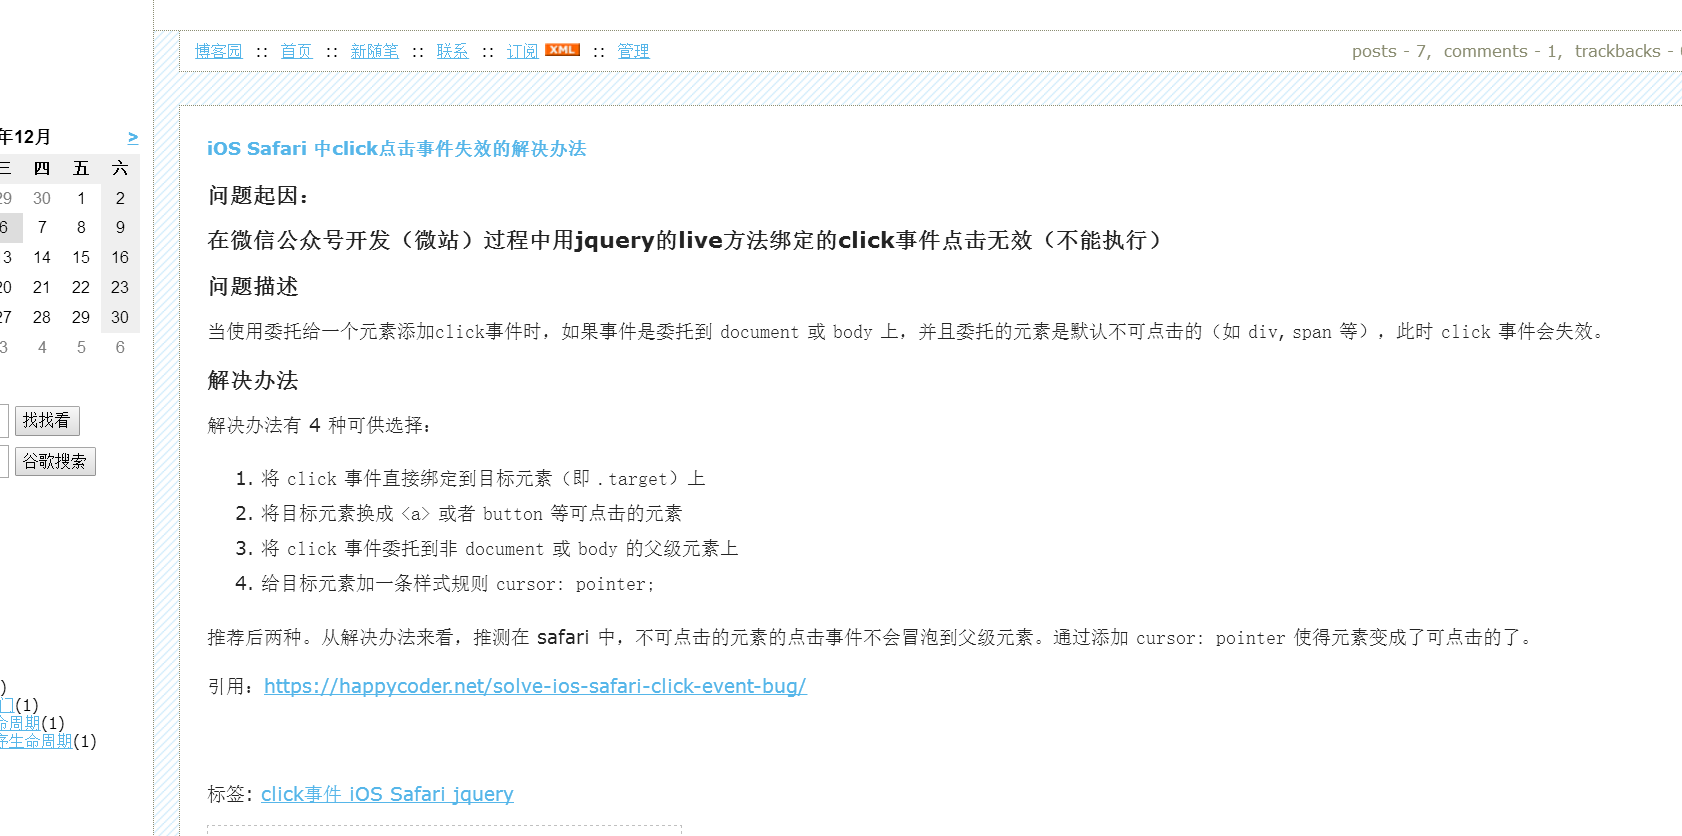 博客园 :: 首页 :: 新随笔 :: 联系 :: 订阅 XML :: 管理
posts - 7, comments - 1, trackbacks -
年12月 >
三 四 五 六
29 30 1 2
6 7 8 9
13 14 15 16
20 21 22 23
27 28 29 30
3 4 5 6
找找看
谷歌搜索
)
门(1)
命周期(1)
序生命周期(1)
iOS Safari 中click点击事件失效的解决办法
问题起因：
在微信公众号开发（微站）过程中用jquery的live方法绑定的click事件点击无效（不能执行）
问题描述
当使用委托给一个元素添加click事件时，如果事件是委托到 document 或 body 上，并且委托的元素是默认不可点击的（如 div, span 等），此时 click 事件会失效。
解决办法
解决办法有 4 种可供选择：
1. 将 click 事件直接绑定到目标元素（即 .target）上
2. 将目标元素换成 <a> 或者 button 等可点击的元素
3. 将 click 事件委托到非 document 或 body 的父级元素上
4. 给目标元素加一条样式规则 cursor: pointer;
推荐后两种。从解决办法来看，推测在 safari 中，不可点击的元素的点击事件不会冒泡到父级元素。通过添加 cursor: pointer 使得元素变成了可点击的了。
引用：https://happycoder.net/solve-ios-safari-click-event-bug/
标签: click事件 iOS Safari jquery